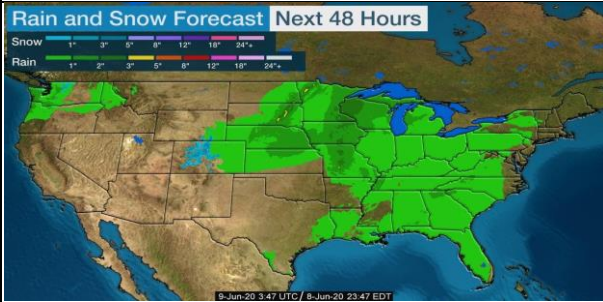 Rain and Snow Forecast Next 48 Hours
Snow 1" 3" 5" 8" 12" 18" 24"+
Rain 1" 2" 3" 5" 8" 12" 18" 24"+
9-Jun-20 3:47 UTC / 8-Jun-20 23:47 EDT